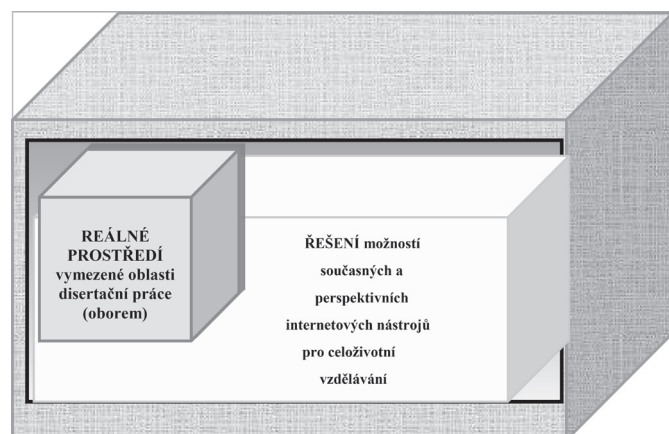 REÁLNÉ
PROSTŘEDÍ
vymezené oblasti
disertační práce
(oborem)
ŘEŠENÍ možností
současných a
perspektivních
internetových nástrojů
pro celoživotní
vzdělávání